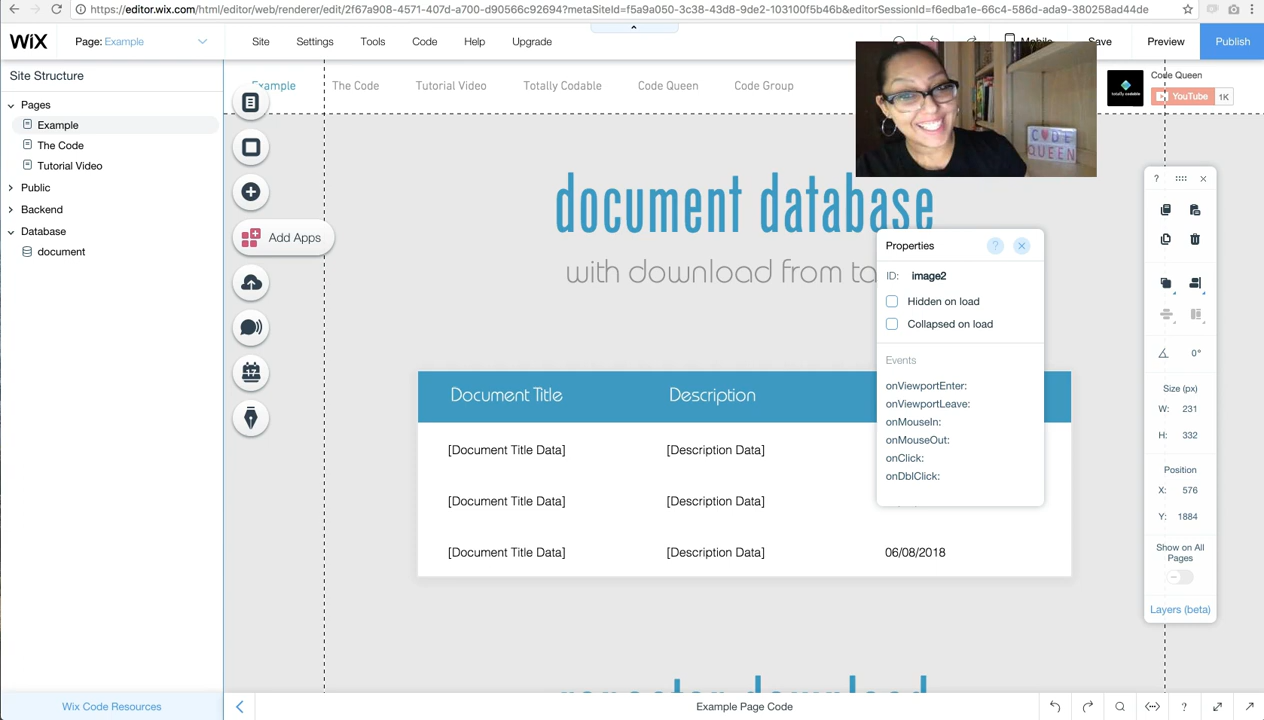 https://editor.wix.com/html/editor/web/renderer/edit/2f67a908-4571-407d-a700-d90566c92694?metaSiteId=f5a9a050-3c38-43d8-9de2-103100f5b46b&editorSessionId=f6edba1e-66c4-586d-ada9-380258ad44de
WiX
Page: Example
Site
Settings
Tools
Code
Help
Upgrade
Mobile
Save
Preview
Publish
Site Structure
Pages
Example
The Code
Tutorial Video
Public
Backend
Database
document
Wix Code Resources
Example
The Code
Tutorial Video
Totally Codable
Code Queen
Code Group
Code Queen
YouTube 1K
totally codable
C DE
QUEEN
Add Apps
17
document database
with download from ta
Document Title
Description
[Document Title Data]
[Description Data]
[Document Title Data]
[Description Data]
[Document Title Data]
[Description Data]
06/08/2018
Properties
?
ID: image2
Hidden on load
Collapsed on load
Events
onViewportEnter:
onViewportLeave:
onMouseIn:
onMouseOut:
onClick:
onDblClick:
?
0°
Size (px)
W: 231
H: 332
Position
X: 576
Y: 1884
Show on All
Pages
Layers (beta)
Example Page Code
?